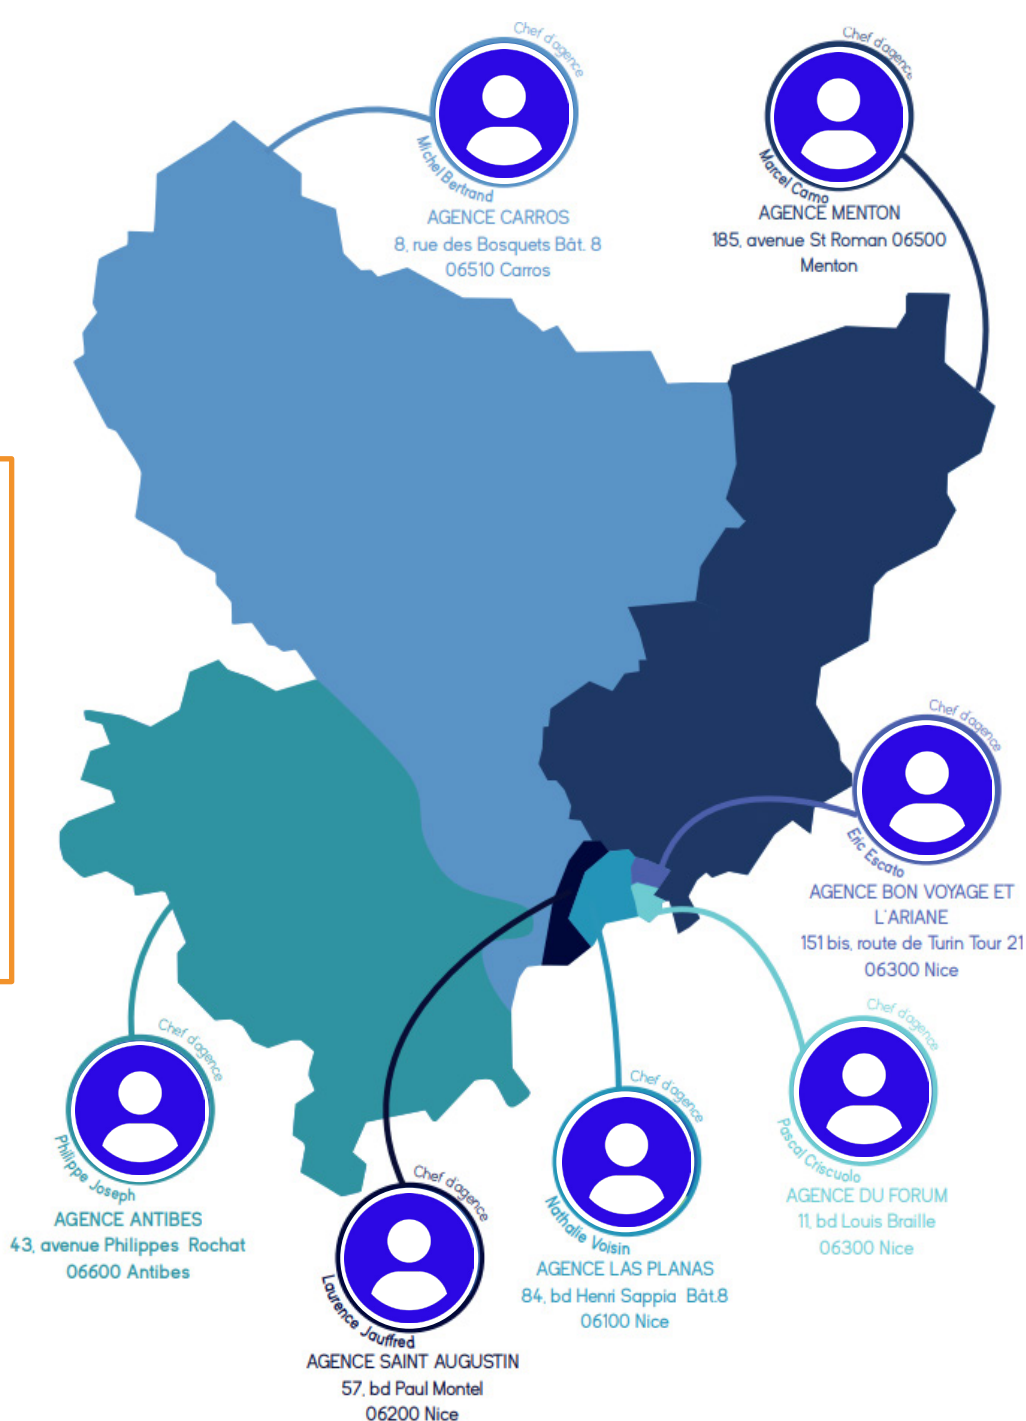 Chef d'agence
Michel Bertrand
AGENCE CARROS
8, rue des Bosquets Bât. 8
06510 Carros
Chef d'agence
Marcel Camo
AGENCE MENTON
185, avenue St Roman 06500
Menton
Chef d'agence
Eric Escato
AGENCE BON VOYAGE ET
L'ARIANE
151 bis, route de Turin Tour 21
06300 Nice
Chef d'agence
Pascal Criscuolo
AGENCE DU FORUM
11, bd Louis Braille
06300 Nice
Chef d'agence
Nathalie Voisin
AGENCE LAS PLANAS
84, bd Henri Sappia Bât.8
06100 Nice
Chef d'agence
Philippe Joseph
AGENCE ANTIBES
43, avenue Philippes Rochat
06600 Antibes
Chef d'agence
Laurence Jauffred
AGENCE SAINT AUGUSTIN
57, bd Paul Montel
06200 Nice